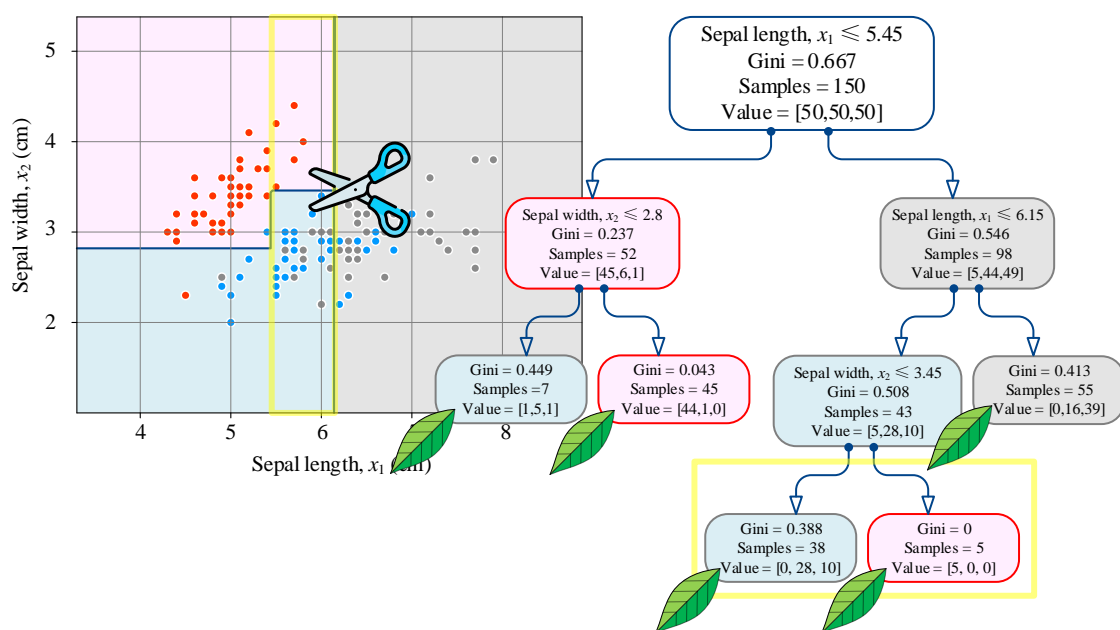 5
4
3
2
4
5
6
7
8
Sepal width, x₂ (cm)
Sepal length, x₁ (cm)
Sepal length, x₁ ⩽ 5.45
Gini = 0.667
Samples = 150
Value = [50,50,50]
Sepal width, x₂ ⩽ 2.8
Gini = 0.237
Samples = 52
Value = [45,6,1]
Sepal length, x₁ ⩽ 6.15
Gini = 0.546
Samples = 98
Value = [5,44,49]
Gini = 0.449
Samples =7
Value = [1,5,1]
Gini = 0.043
Samples = 45
Value = [44,1,0]
Sepal width, x₂ ⩽ 3.45
Gini = 0.508
Samples = 43
Value = [5,28,10]
Gini = 0.413
Samples = 55
Value = [0,16,39]
Gini = 0.388
Samples = 38
Value = [0, 28, 10]
Gini = 0
Samples = 5
Value = [5, 0, 0]